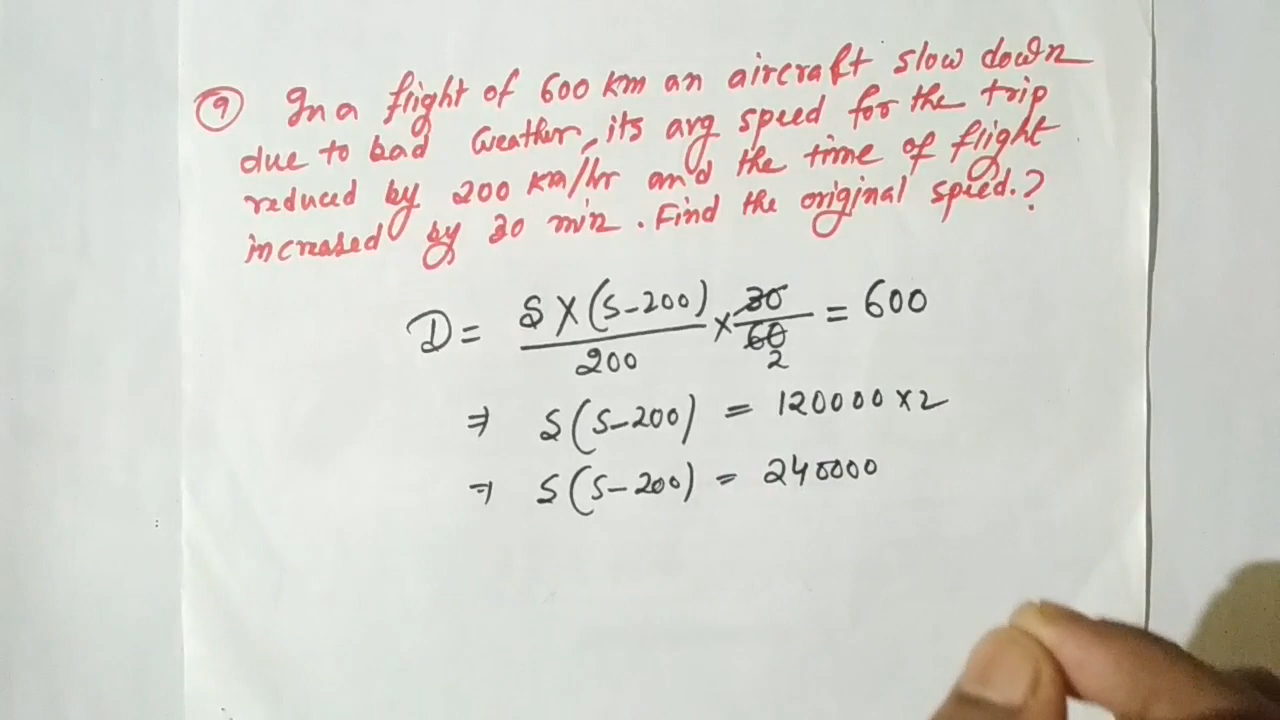 9 In a flight of 600 km an aircraft slow down
due to bad weather, its avg speed for the trip
reduced by 200 km/hr and the time of flight
increased by 30 min. Find the original speed.?
D = S × (S-200) / 200 × 30/60 2 = 600
⇒ S(S-200) = 120000 × 2
⇒ S(S-200) = 240000